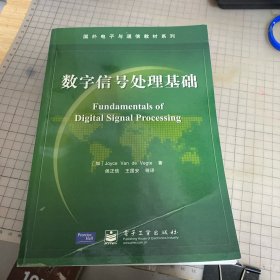 国外电子与通信教材系列
数字信号处理基础
Fundamentals of
Digital Signal Processing
[加] Joyce Van de Vegte 著
侯正信 王国安 等译
电子工业出版社